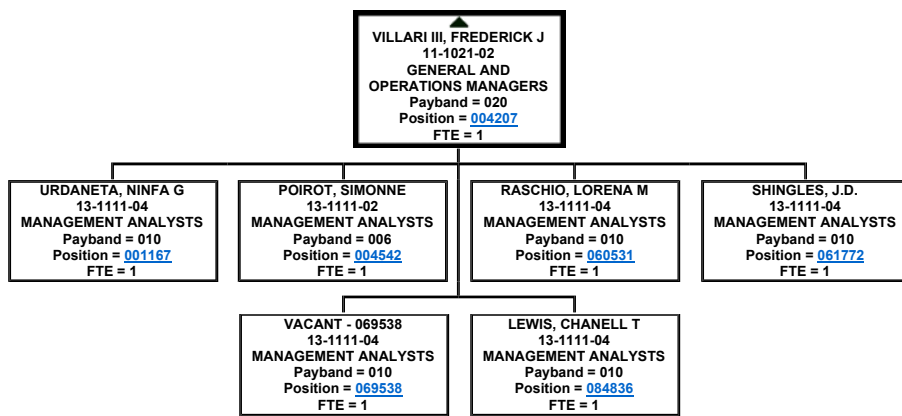 VILLARI III, FREDERICK J
11-1021-02
GENERAL AND
OPERATIONS MANAGERS
Payband = 020
Position = 004207
FTE = 1
URDANETA, NINFA G
13-1111-04
MANAGEMENT ANALYSTS
Payband = 010
Position = 001167
FTE = 1
POIROT, SIMONNE
13-1111-02
MANAGEMENT ANALYSTS
Payband = 006
Position = 004542
FTE = 1
RASCHIO, LORENA M
13-1111-04
MANAGEMENT ANALYSTS
Payband = 010
Position = 060531
FTE = 1
SHINGLES, J.D.
13-1111-04
MANAGEMENT ANALYSTS
Payband = 010
Position = 061772
FTE = 1
VACANT - 069538
13-1111-04
MANAGEMENT ANALYSTS
Payband = 010
Position = 069538
FTE = 1
LEWIS, CHANELL T
13-1111-04
MANAGEMENT ANALYSTS
Payband = 010
Position = 084836
FTE = 1